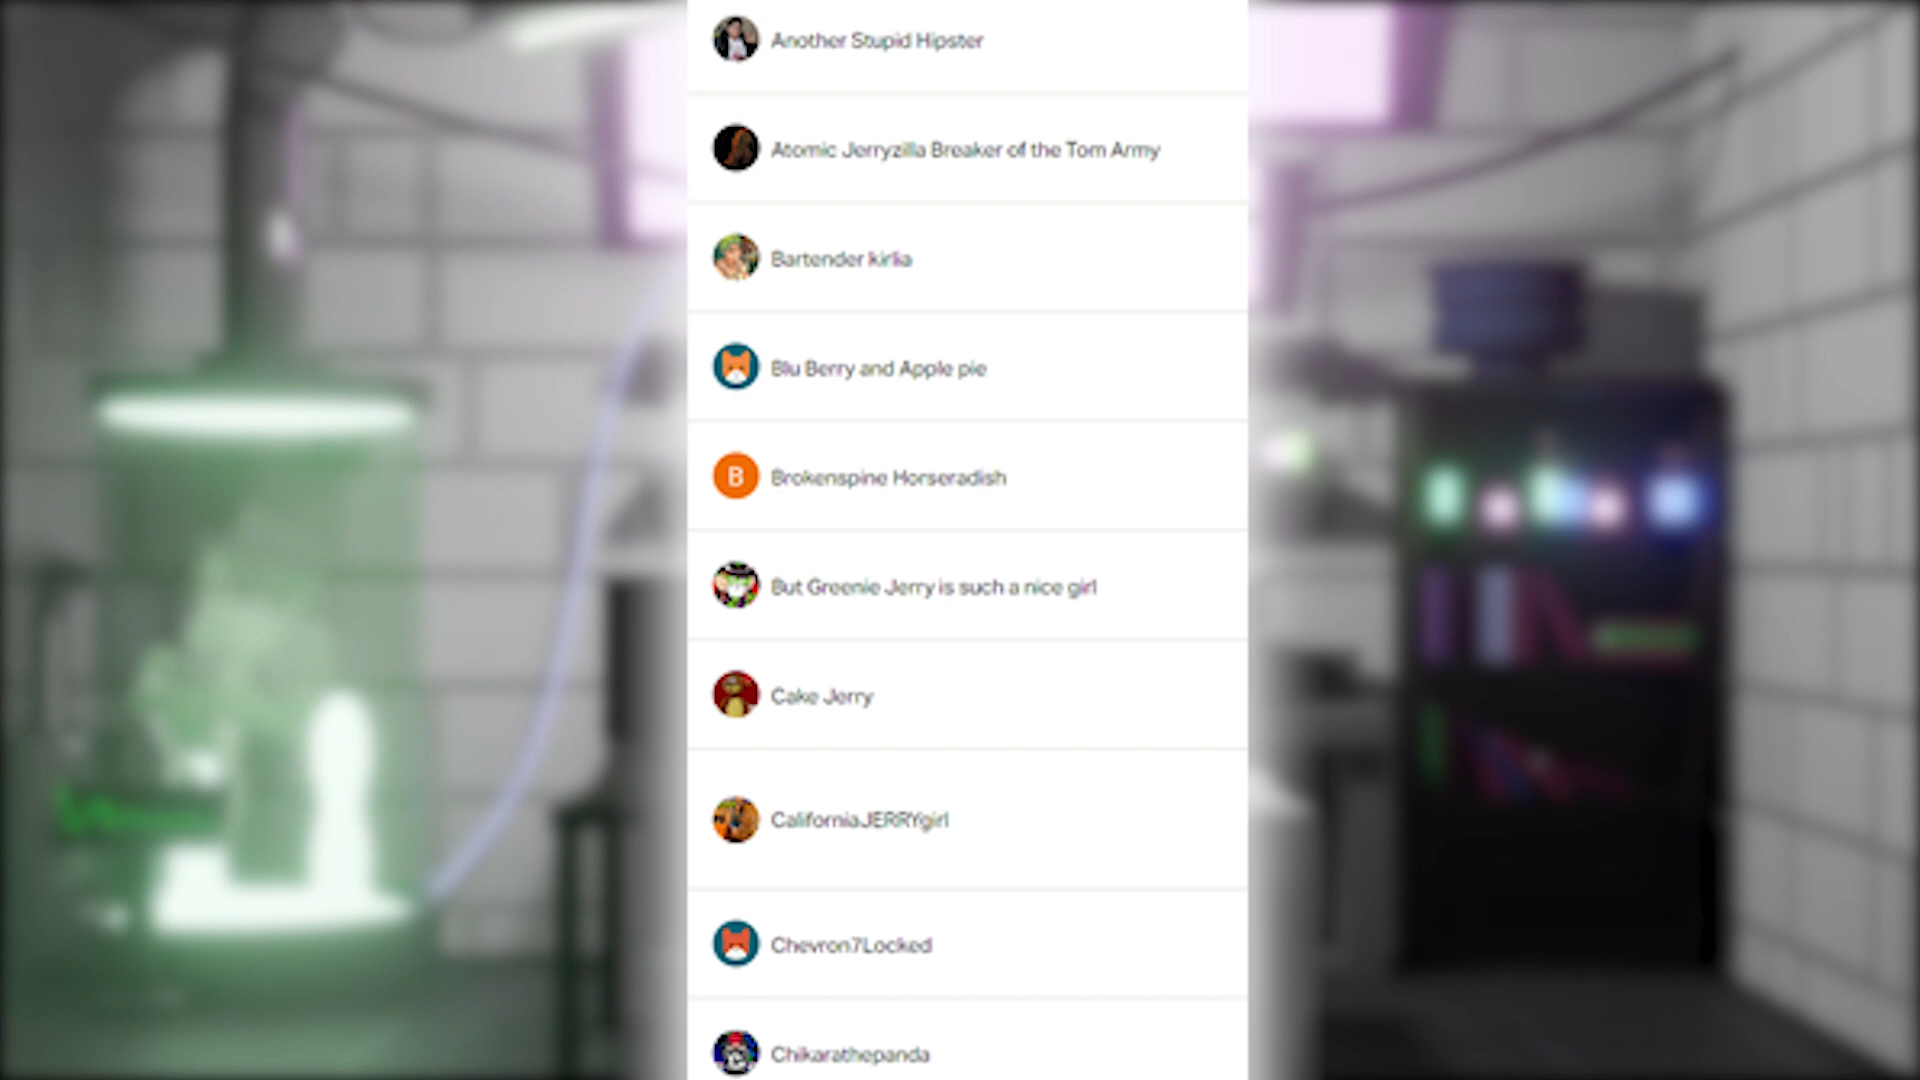 Another Stupid Hipster
Atomic Jerryzilla Breaker of the Tom Army
Bartender kirlia
Blu Berry and Apple pie
B
Brokenspine Horseradish
But Greenie Jerry is such a nice girl
Cake Jerry
CaliforniaJERRYgirl
Chevron7Locked
Chikarathepanda